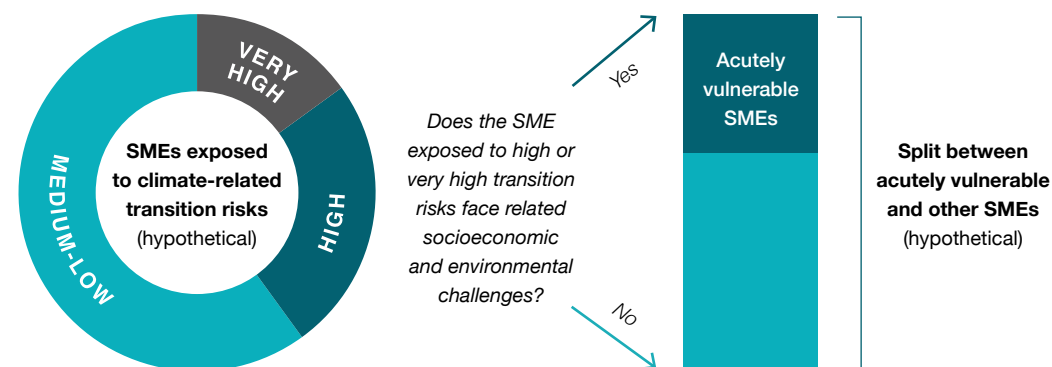 VERY
HIGH
HIGH
MEDIUM-LOW
SMEs exposed
to climate-related
transition risks
(hypothetical)
Does the SME
exposed to high or
very high transition
risks face related
socioeconomic
and environmental
challenges?
Yes
No
Acutely
vulnerable
SMEs
Split between
acutely vulnerable
and other SMEs
(hypothetical)